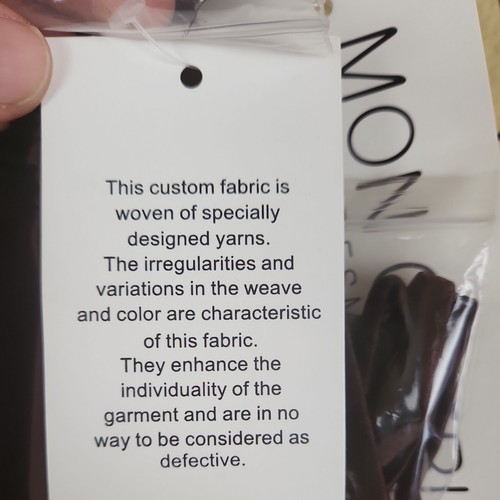 This custom fabric is
woven of specially
designed yarns.
The irregularities and
variations in the weave
and color are characteristic
of this fabric.
They enhance the
individuality of the
garment and are in no
way to be considered as
defective.
MON